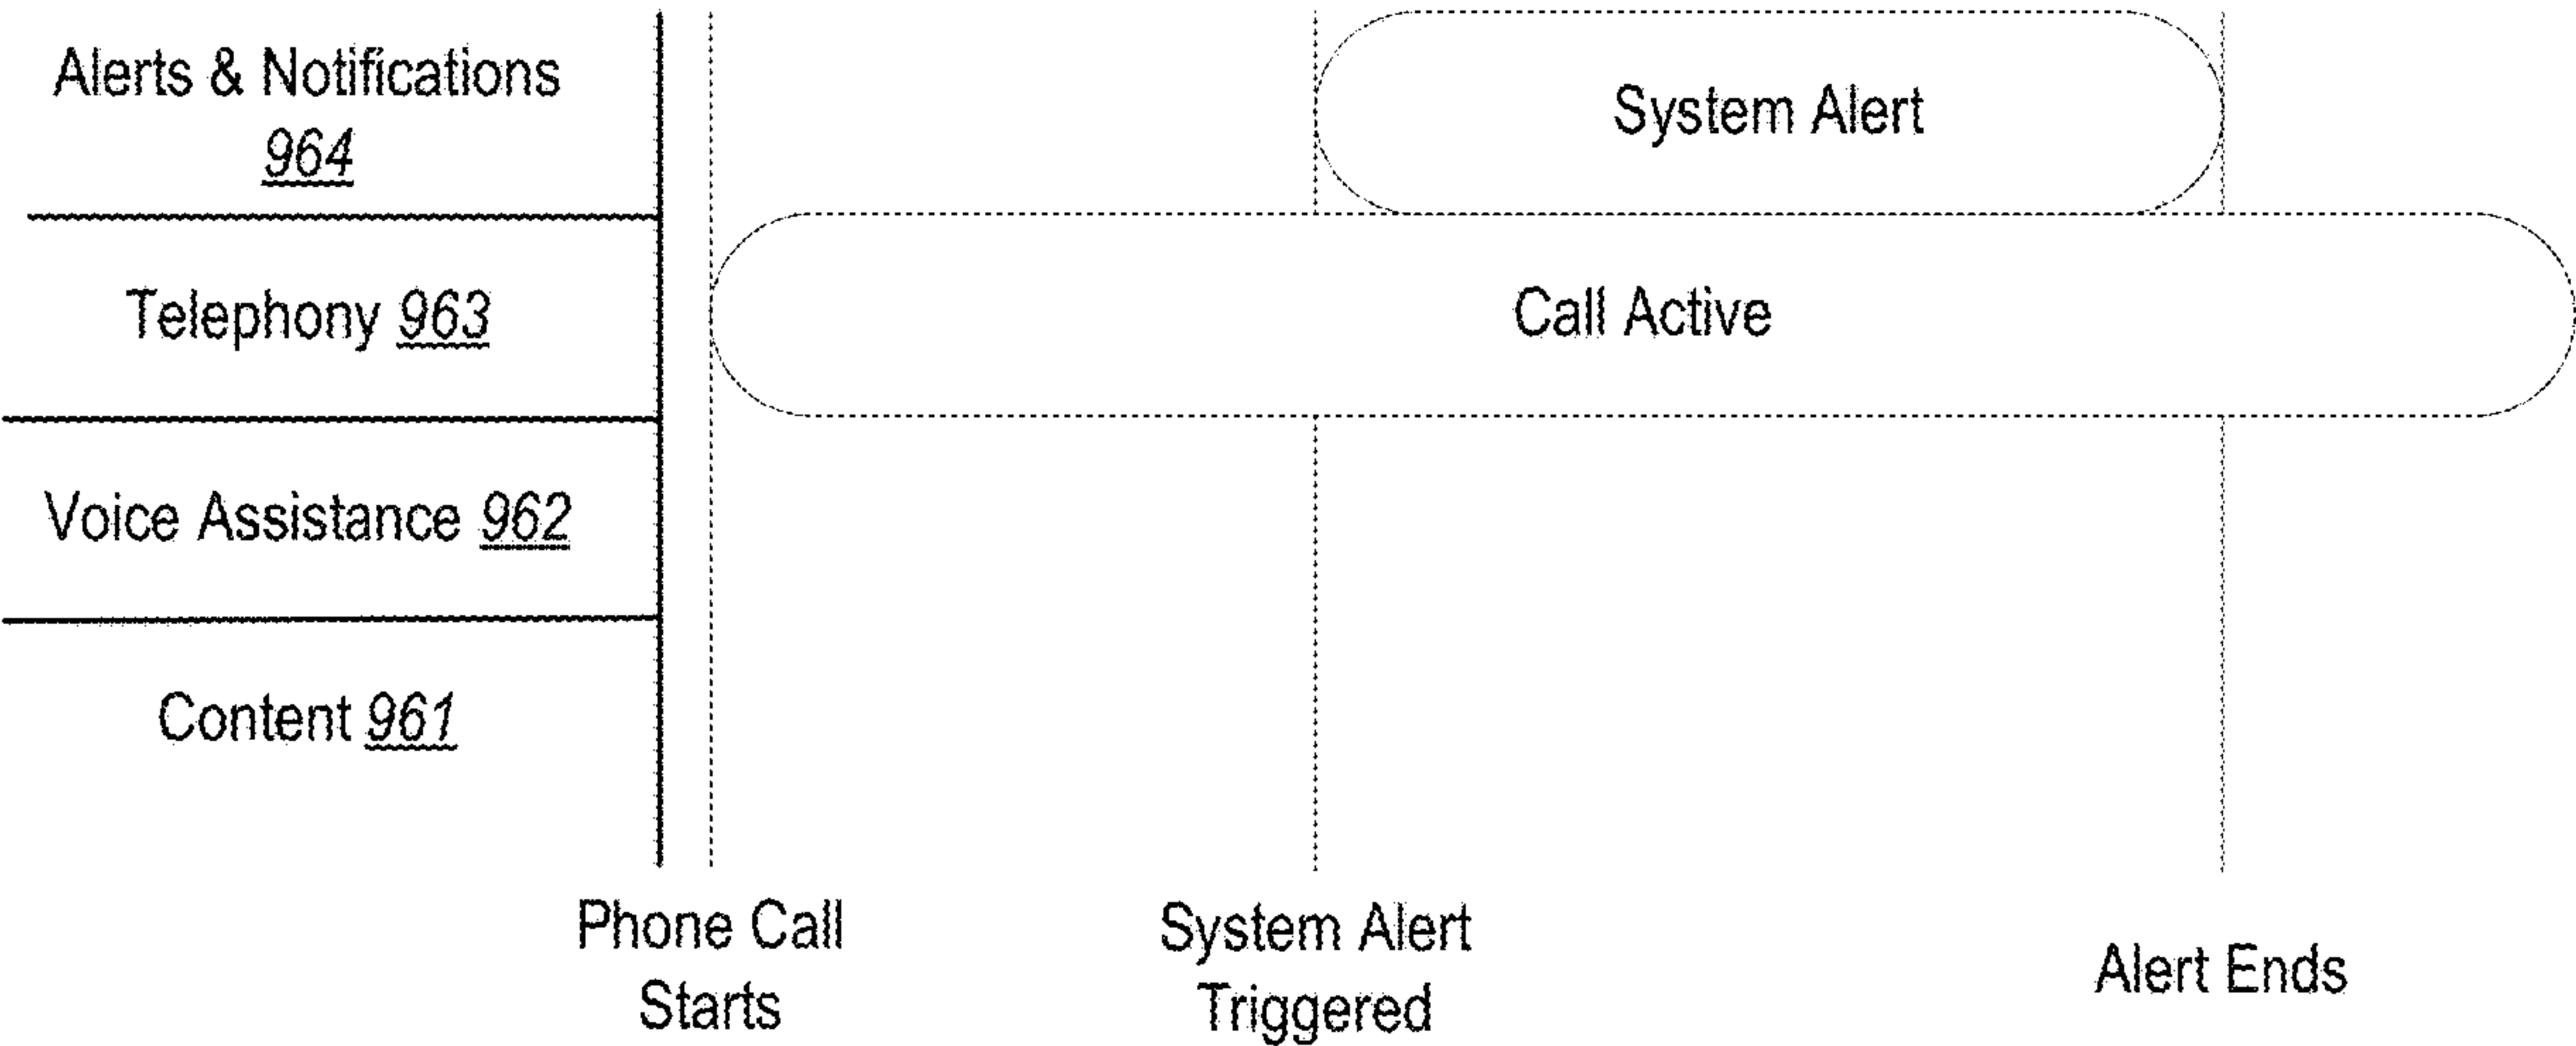 Alerts & Notifications
964
System Alert
Telephony 963
Call Active
Voice Assistance 962
Content 961
Phone Call
Starts
System Alert
Triggered
Alert Ends